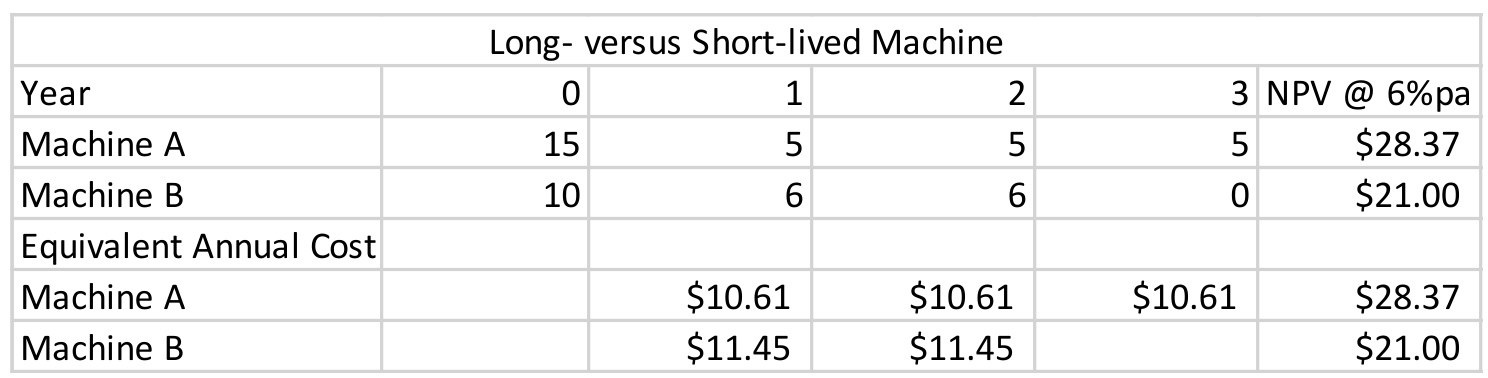 Long- versus Short-lived Machine
Year 0 1 2 3 NPV @ 6%pa
Machine A 15 5 5 5 $28.37
Machine B 10 6 6 0 $21.00
Equivalent Annual Cost
Machine A $10.61 $10.61 $10.61 $28.37
Machine B $11.45 $11.45 $21.00